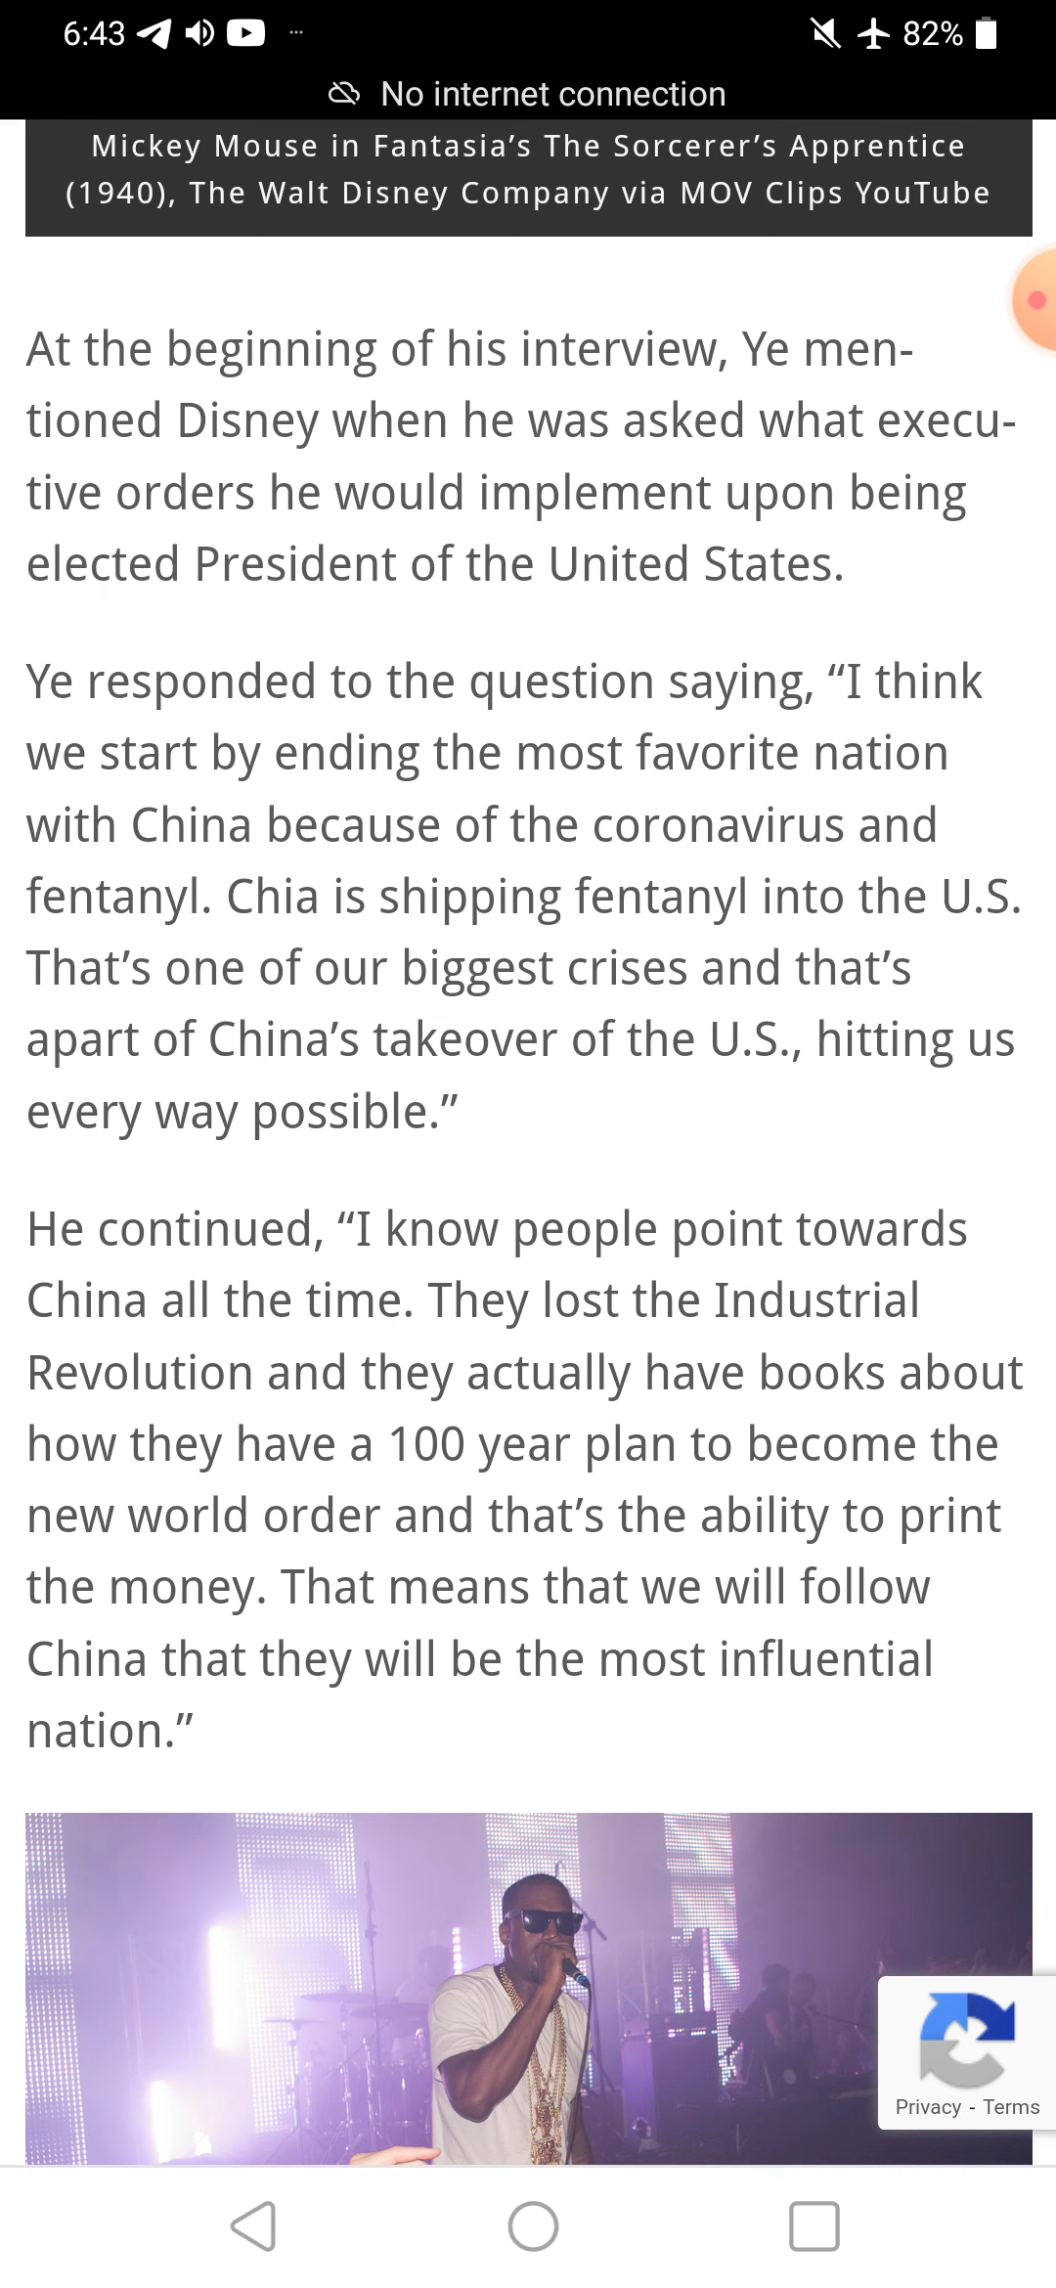 6:43 ... 82%
No internet connection
Mickey Mouse in Fantasia’s The Sorcerer’s Apprentice
(1940), The Walt Disney Company via MOV Clips YouTube
At the beginning of his interview, Ye men-
tioned Disney when he was asked what execu-
tive orders he would implement upon being
elected President of the United States.
Ye responded to the question saying, “I think
we start by ending the most favorite nation
with China because of the coronavirus and
fentanyl. Chia is shipping fentanyl into the U.S.
That’s one of our biggest crises and that’s
apart of China’s takeover of the U.S., hitting us
every way possible.”
He continued, “I know people point towards
China all the time. They lost the Industrial
Revolution and they actually have books about
how they have a 100 year plan to become the
new world order and that’s the ability to print
the money. That means that we will follow
China that they will be the most influential
nation.”
Privacy - Terms